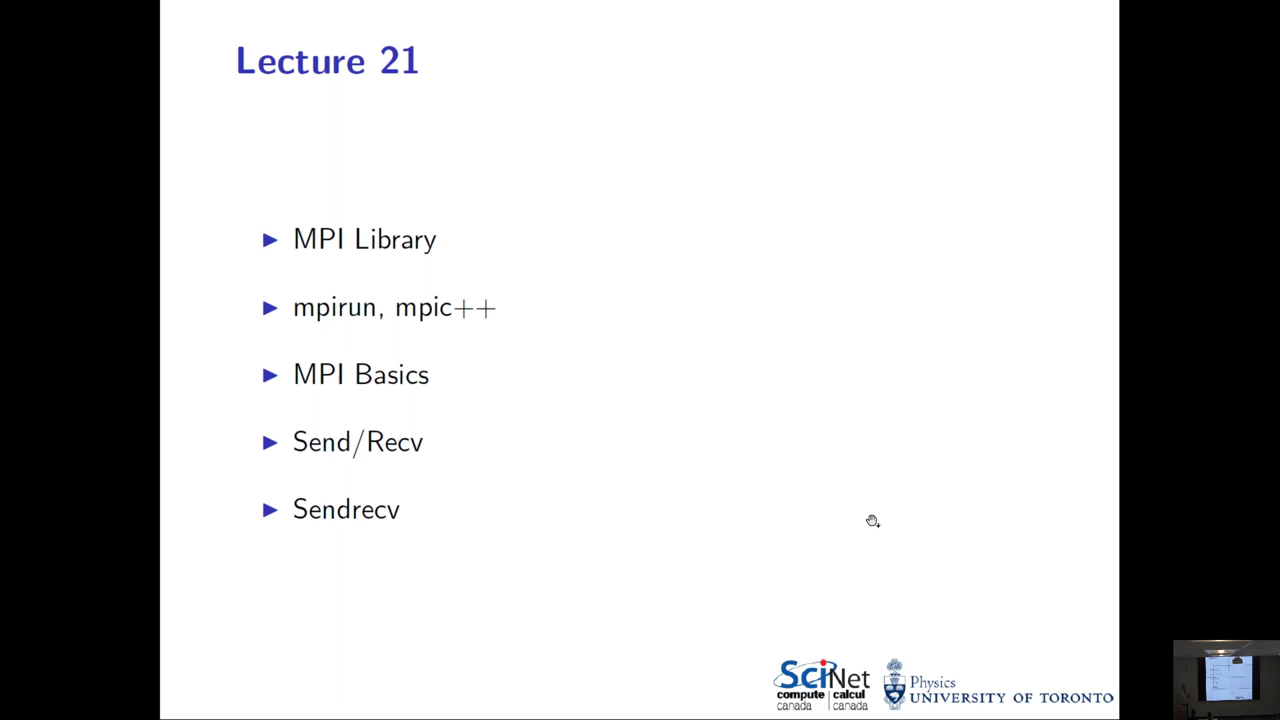 Lecture 21
MPI Library
mpirun, mpic++
MPI Basics
Send/Recv
Sendrecv
SciNet
compute calcul
canada canada
Physics
UNIVERSITY OF TORONTO